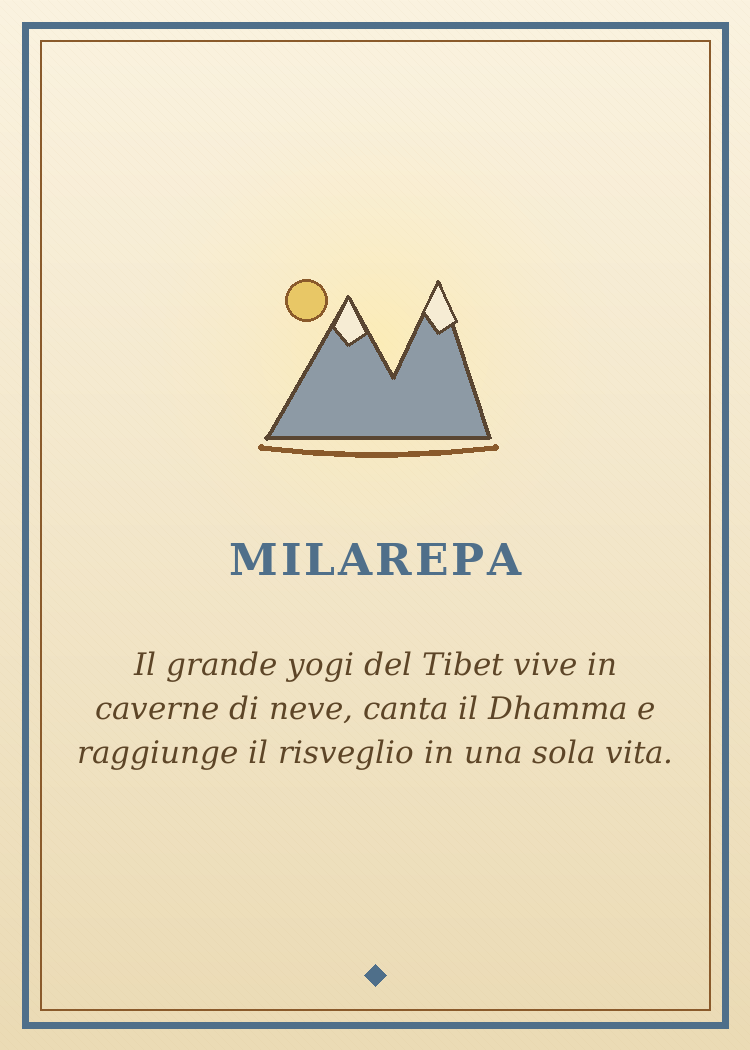 MILAREPA
Il grande yogi del Tibet vive in
caverne di neve, canta il Dhamma e
raggiunge il risveglio in una sola vita.